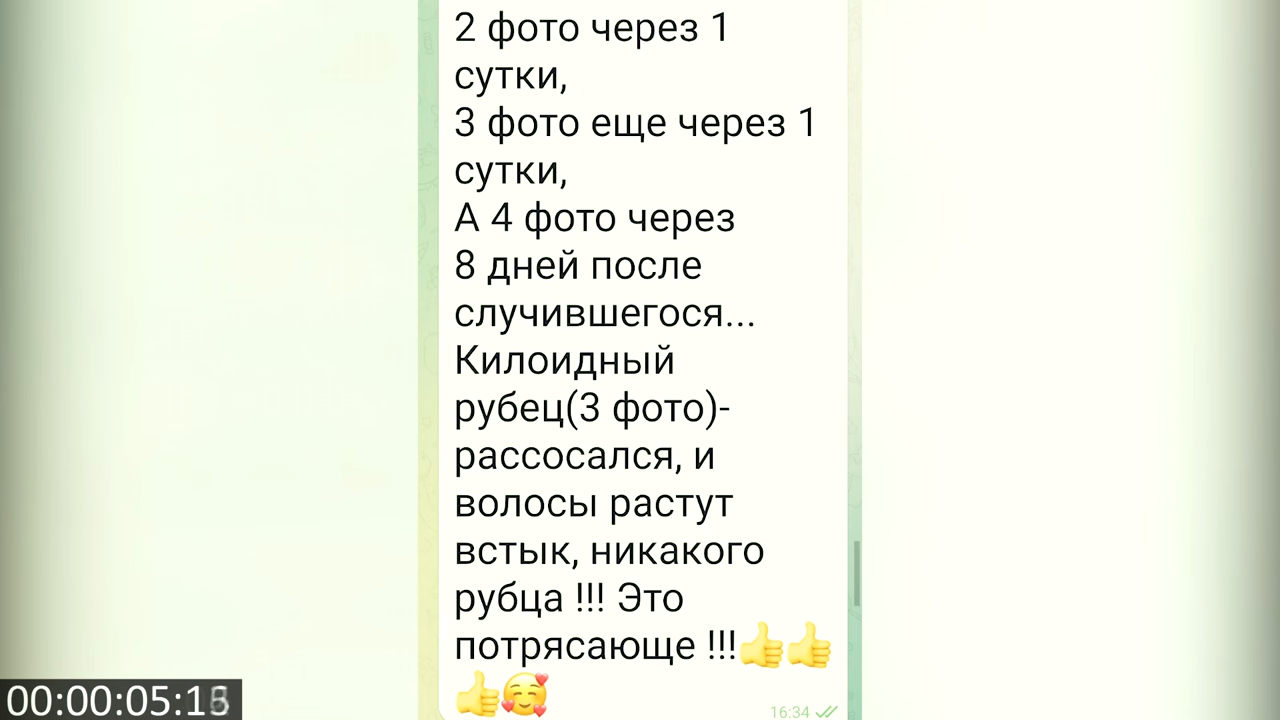 2 фото через 1
сутки,
3 фото еще через 1
сутки,
А 4 фото через
8 дней после
случившегося...
Килоидный
рубец(3 фото)-
рассосался, и
волосы растут
встык, никакого
рубца !!! Это
потрясающе !!!👍👍
👍🥰
16:34